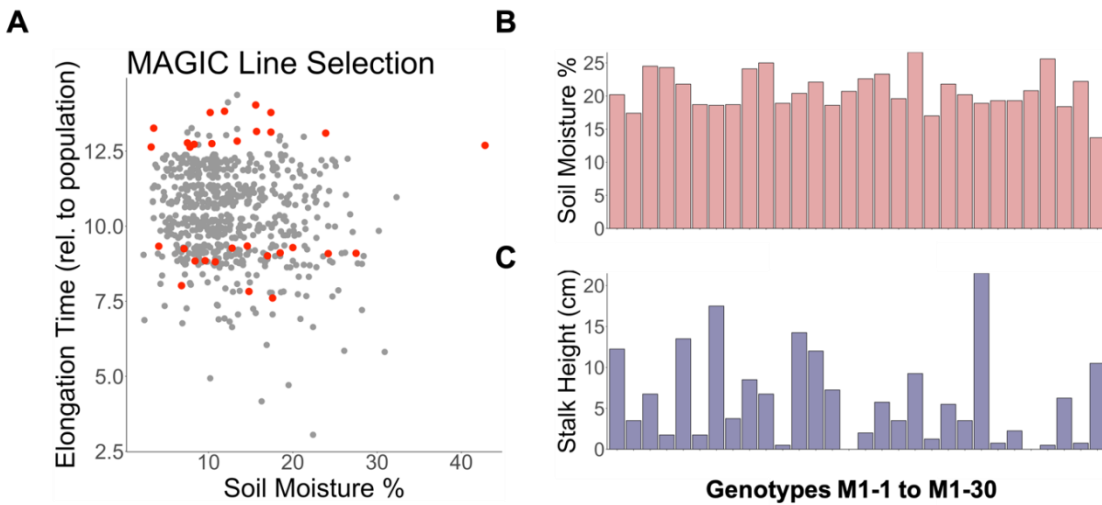 A
MAGIC Line Selection
Elongation Time (rel. to population)
12.5
10.0
7.5
5.0
2.5
10
20
30
40
Soil Moisture %
B
Soil Moisture %
25
20
15
10
5
0
C
Stalk Height (cm)
20
15
10
5
0
Genotypes M1-1 to M1-30